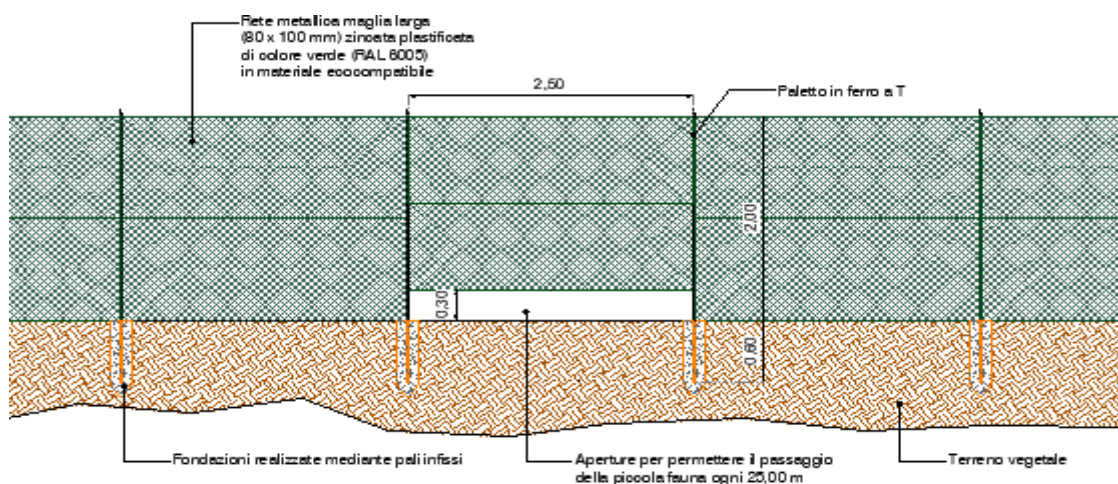 Rete metallica maglia larga
(80 x 100 mm) zincata plastificata
di colore verde (RAL 6005)
in materiale ecocompatibile
2,50
Paletto in ferro a T
2,00
0,30
0,60
Fondazioni realizzate mediante pali infissi
Aperture per permettere il passaggio
della piccola fauna ogni 25,00 m
Terreno vegetale